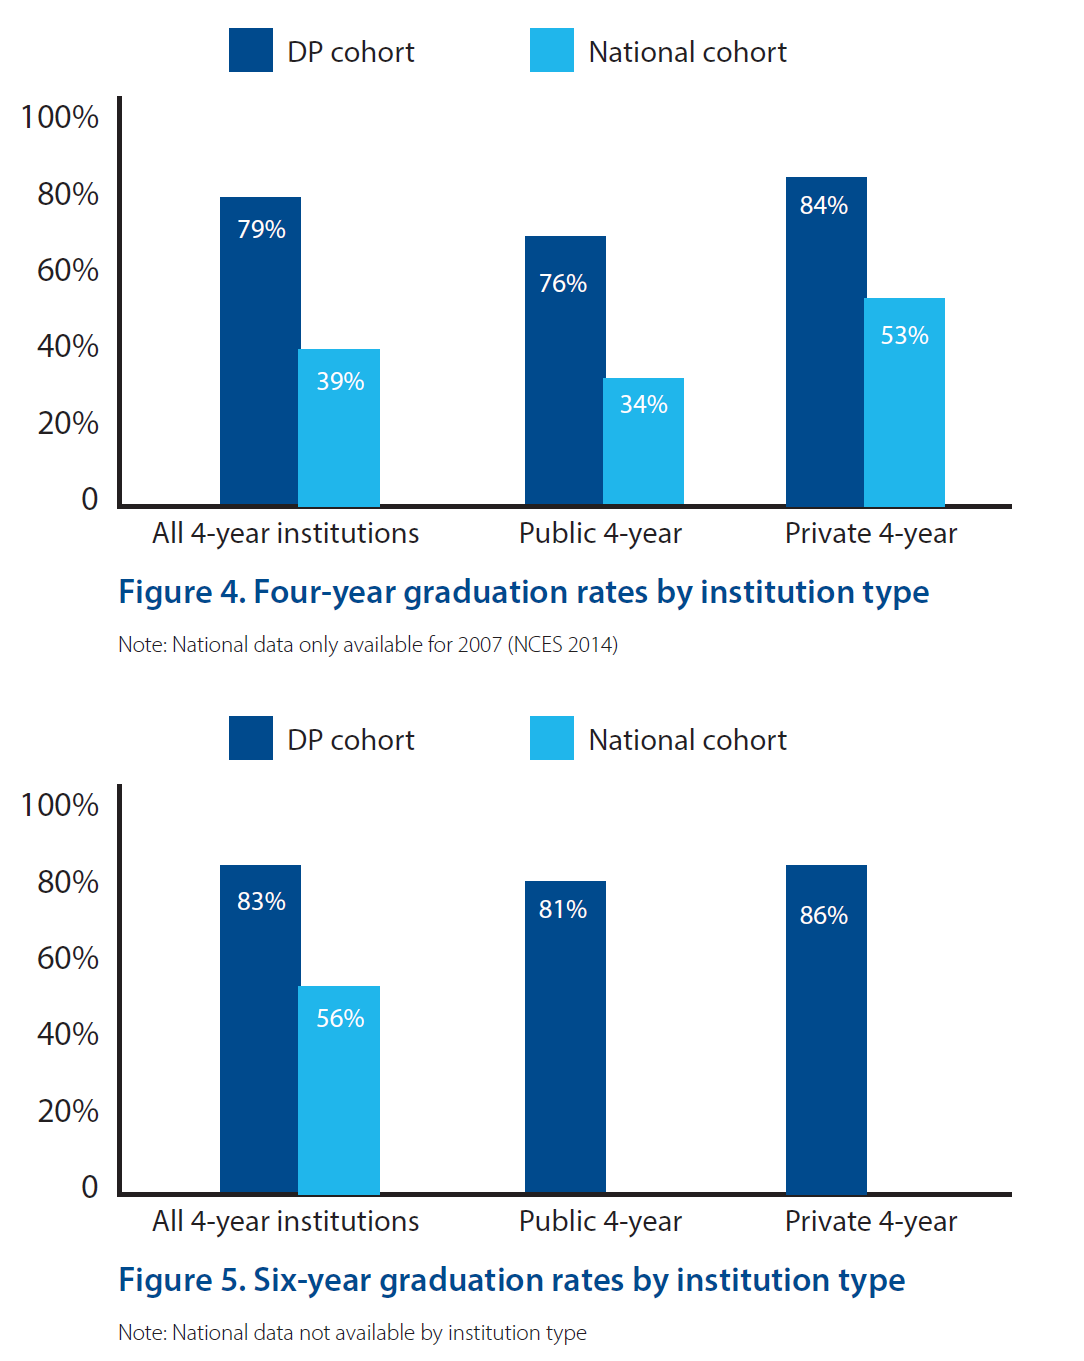 DP cohort National cohort
100%
80%
60%
40%
20%
0
79%
39%
76%
34%
84%
53%
All 4-year institutions Public 4-year Private 4-year
Figure 4. Four-year graduation rates by institution type
Note: National data only available for 2007 (NCES 2014)
DP cohort National cohort
100%
80%
60%
40%
20%
0
83%
56%
81%
86%
All 4-year institutions Public 4-year Private 4-year
Figure 5. Six-year graduation rates by institution type
Note: National data not available by institution type